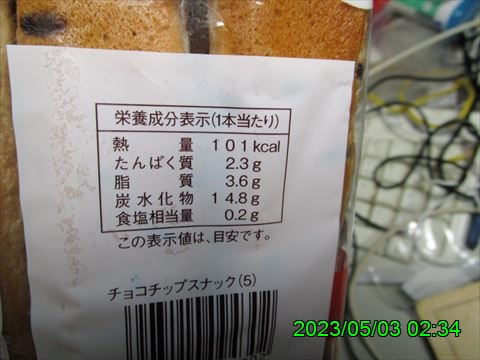 栄養成分表示(1本当たり)
熱量 101kcal
たんぱく質 2.3g
脂質 3.6g
炭水化物 14.8g
食塩相当量 0.2g
この表示値は、目安です。
チョコチップスナック(5)
2023/05/03 02:34